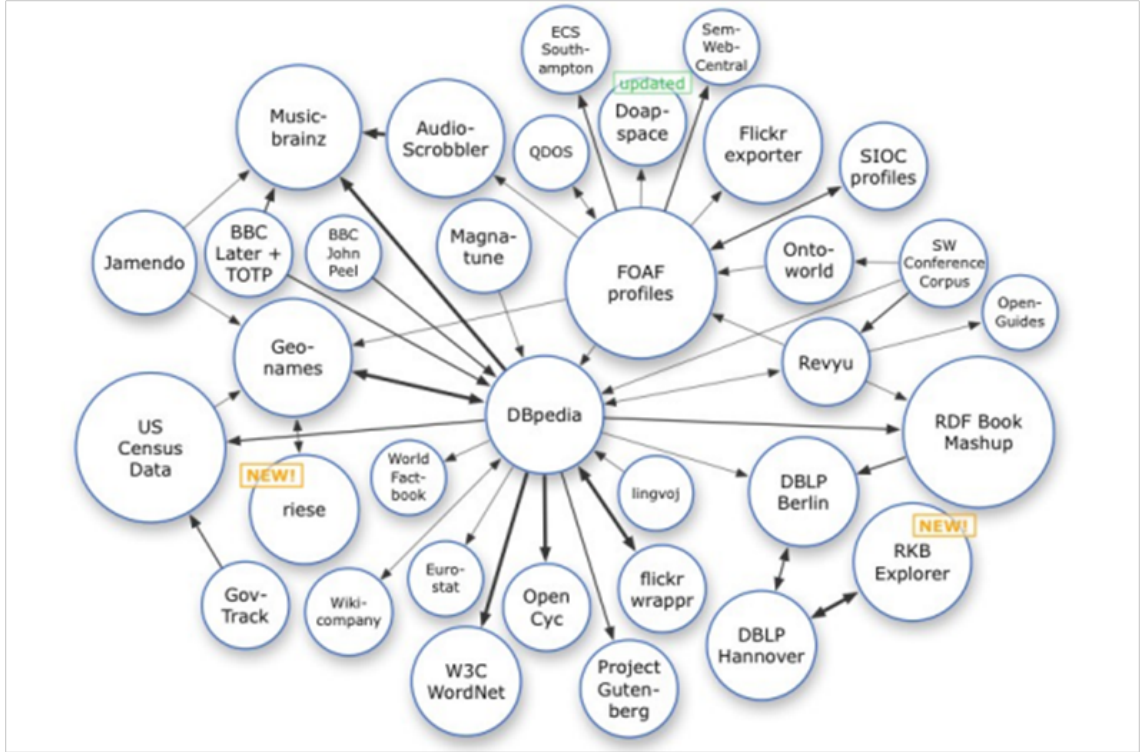 ECS
South-
ampton
Sem-
Web-
Central
updated
Doap-
space
Music-
brainz
Audio-
Scrobbler
QDOS
Flickr
exporter
SIOC
profiles
Jamendo
BBC
Later +
TOTP
BBC
John
Peel
Magna-
tune
FOAF
profiles
Onto-
world
SW
Conference
Corpus
Open-
Guides
Geo-
names
Revyu
DBpedia
US
Census
Data
RDF Book
Mashup
NEW!
riese
World
Fact-
book
lingvoj
DBLP
Berlin
NEW!
RKB
Explorer
Gov-
Track
Wiki-
company
Euro-
stat
Open
Cyc
flickr
wrappr
DBLP
Hannover
W3C
WordNet
Project
Guten-
berg